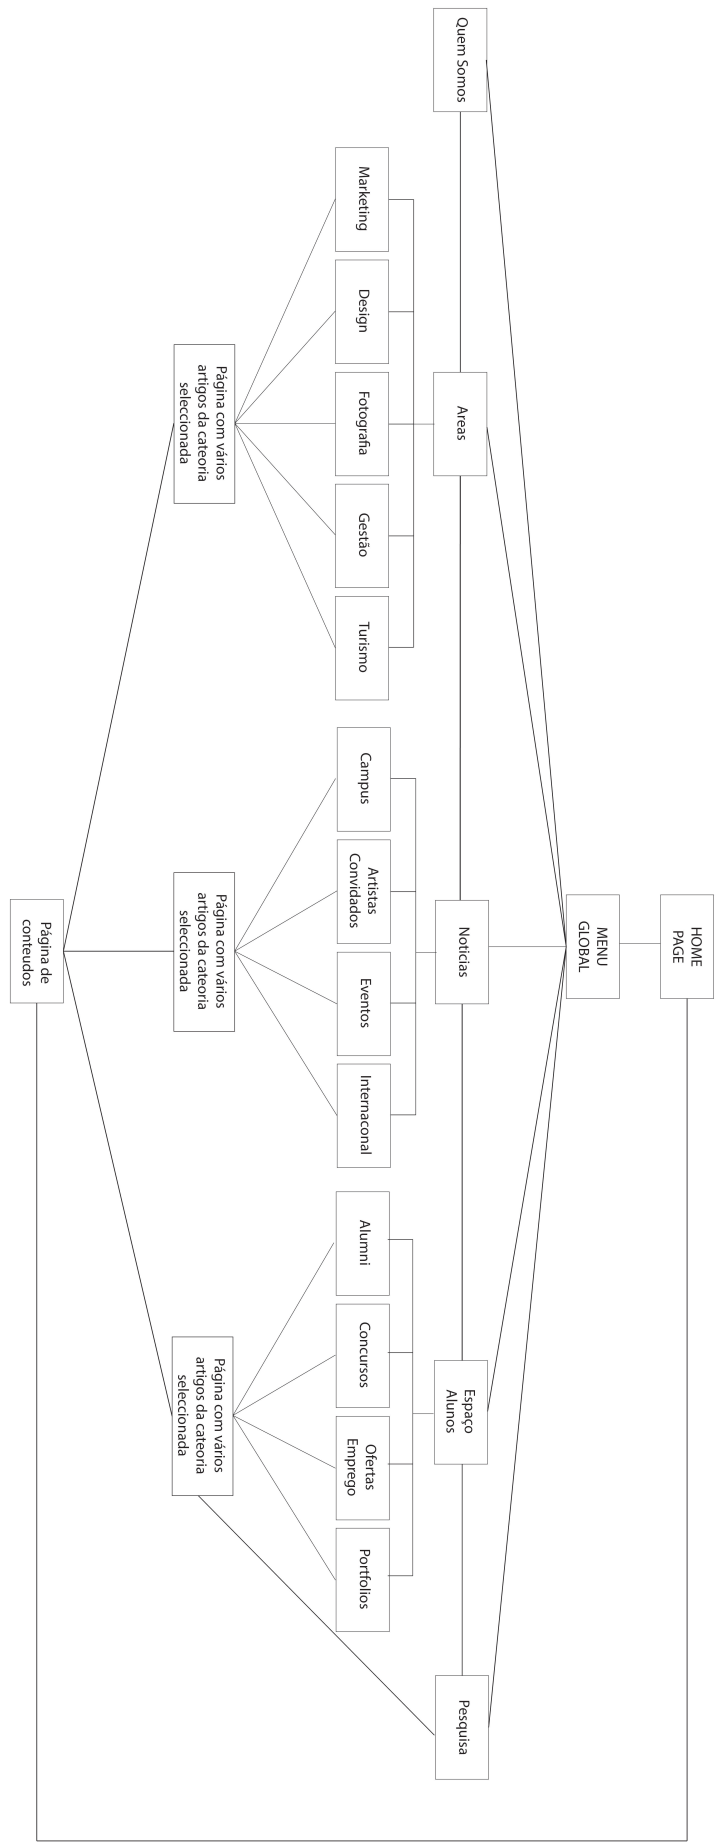 HOME
PAGE
MENU
GLOBAL
Quem Somos
Areas
Noticias
Espaço
Alunos
Pesquisa
Marketing
Design
Fotografia
Gestão
Turismo
Campus
Artistas
Convidados
Eventos
Internaconal
Alumni
Concursos
Ofertas
Emprego
Portfolios
Página com vários
artigos da cateoria
seleccionada
Página com vários
artigos da cateoria
seleccionada
Página com vários
artigos da cateoria
seleccionada
Página de
conteudos